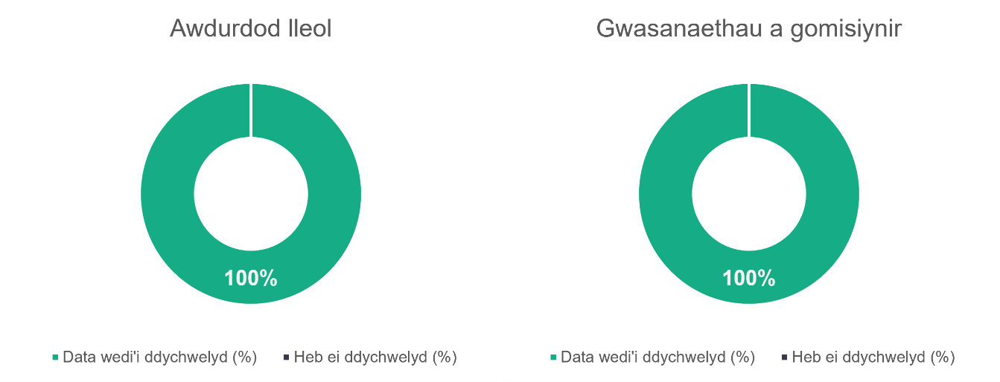 Awdurdod lleol
100%
Data wedi'i ddychwelyd (%) Heb ei ddychwelyd (%)
Gwasanaethau a gomisiynir
100%
Data wedi'i ddychwelyd (%) Heb ei ddychwelyd (%)